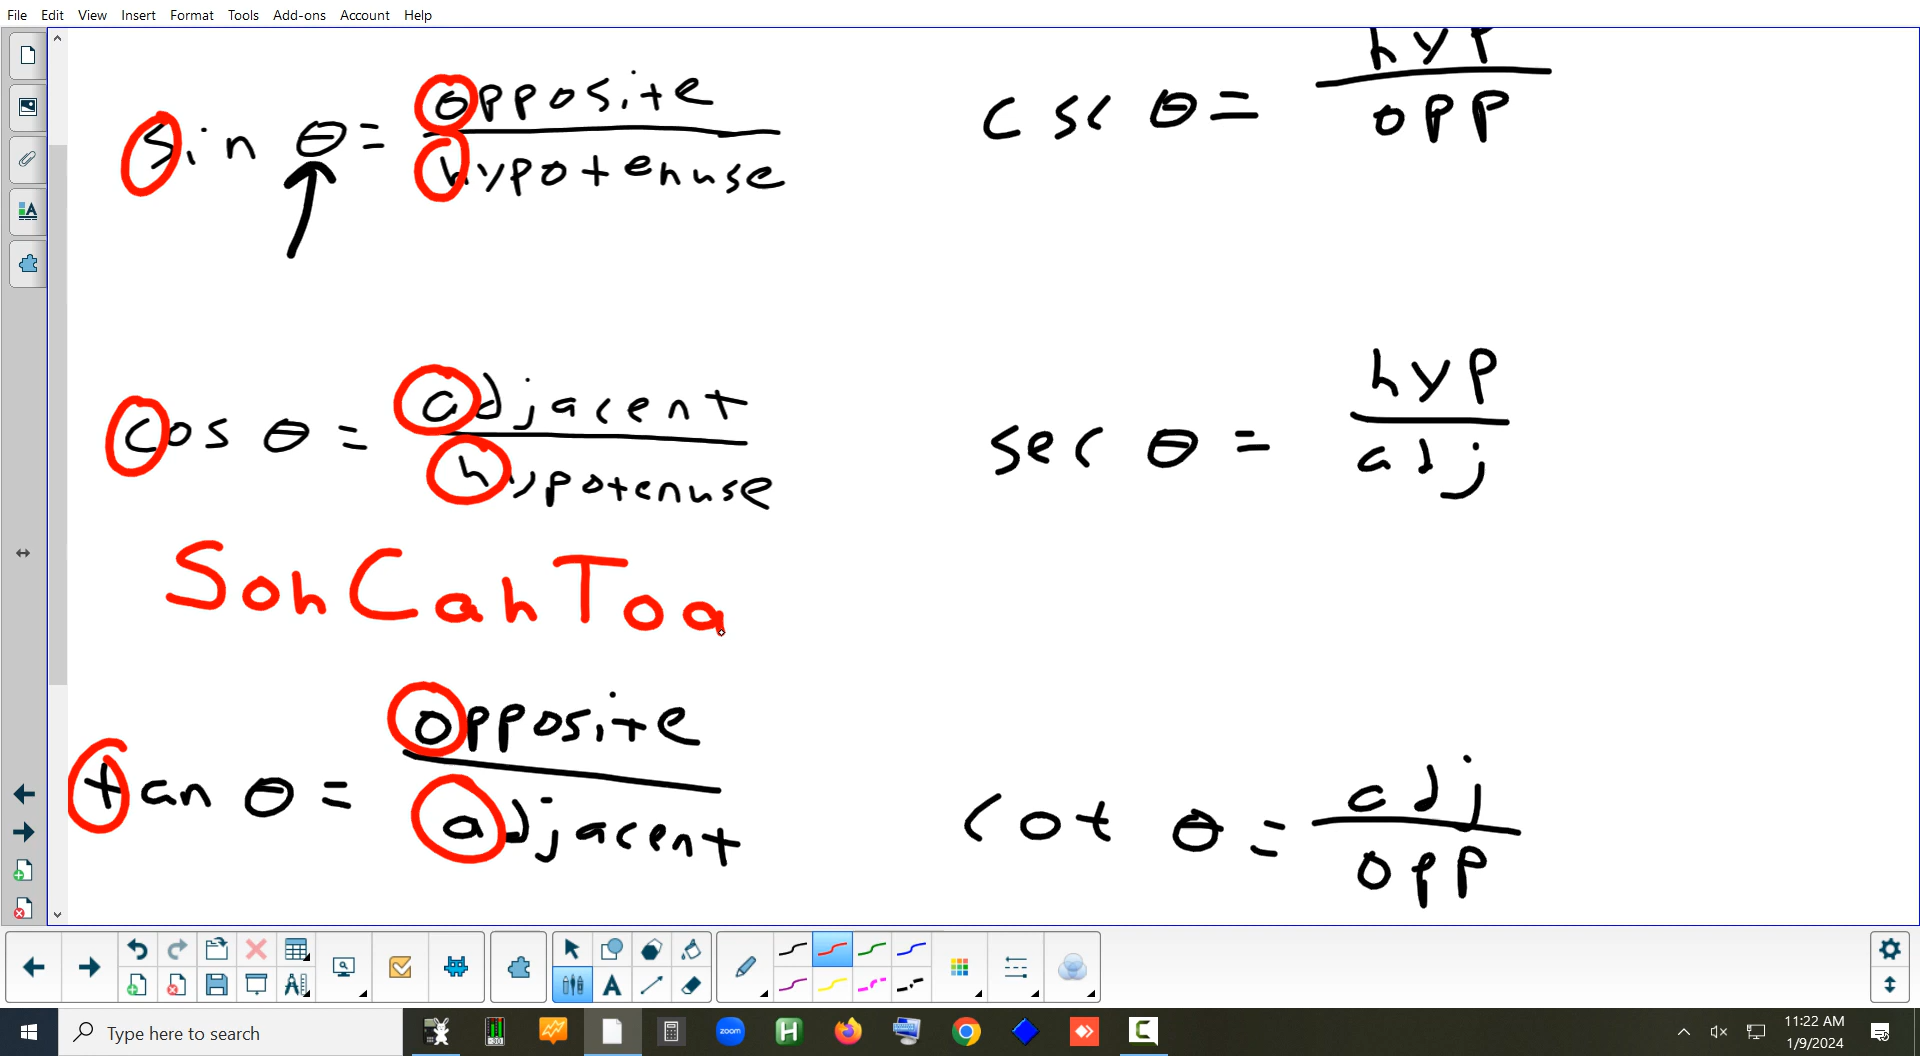 File Edit View Insert Format Tools Add-ons Account Help
sin θ = opposite / hypotenuse
csc θ = hyp / opp
cos θ = adjacent / hypotenuse
sec θ = hyp / adj
SohCahToa
tan θ = opposite / adjacent
cot θ = adj / opp
Type here to search
zoom
11:22 AM
1/9/2024